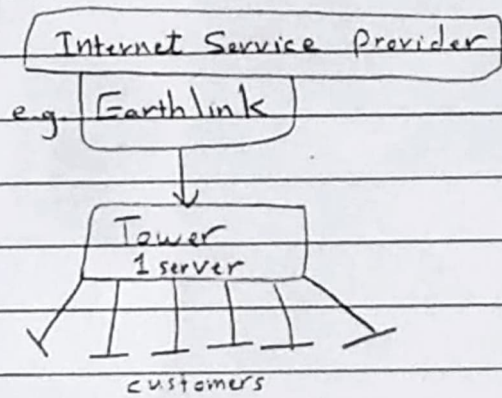 Internet Service Provider
e.g. Earthlink
Tower
1 server
customers